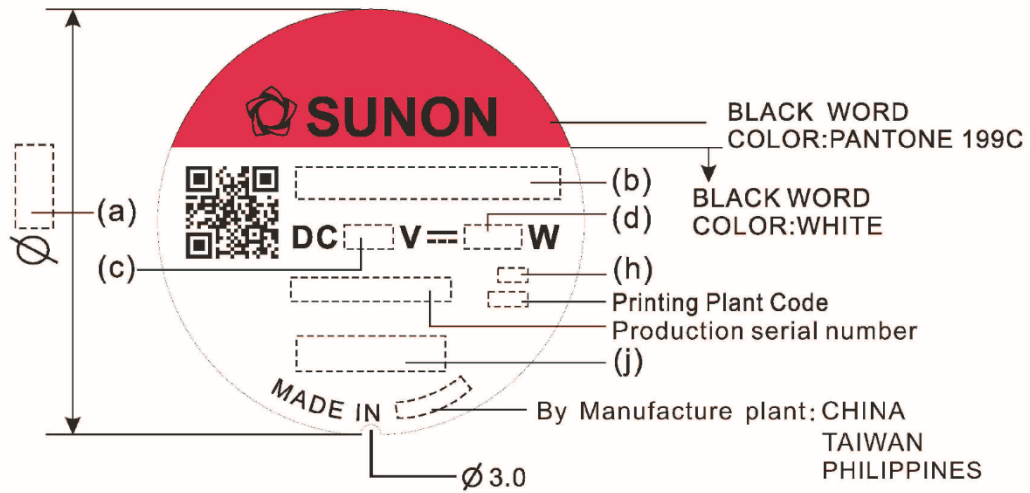 SUNON
BLACK WORD
COLOR:PANTONE 199C
(a)
Ø
(b)
BLACK WORD
COLOR:WHITE
(c)
DC V W
(d)
(h)
Printing Plant Code
Production serial number
(j)
MADE IN
By Manufacture plant: CHINA
TAIWAN
PHILIPPINES
Ø 3.0